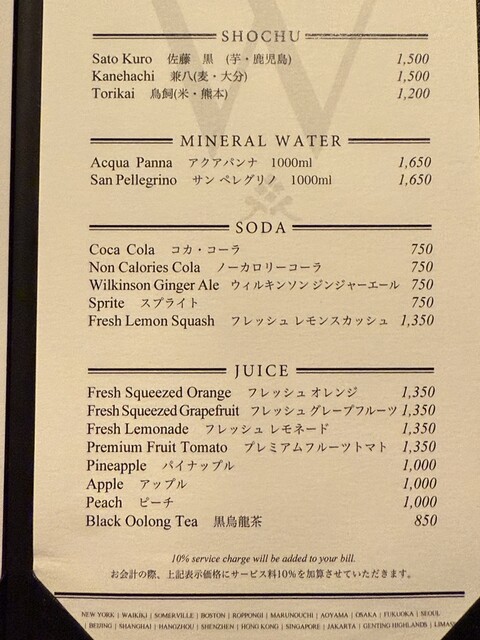 SHOCHU
Sato Kuro 佐藤 黒 (芋・鹿児島) 1,500
Kanehachi 兼八(麦・大分) 1,500
Torikai 鳥飼(米・熊本) 1,200
MINERAL WATER
Acqua Panna アクアパンナ 1000ml 1,650
San Pellegrino サン ペレグリノ 1000ml 1,650
SODA
Coca Cola コカ・コーラ 750
Non Calories Cola ノーカロリーコーラ 750
Wilkinson Ginger Ale ウィルキンソン ジンジャーエール 750
Sprite スプライト 750
Fresh Lemon Squash フレッシュ レモンスカッシュ 1,350
JUICE
Fresh Squeezed Orange フレッシュ オレンジ 1,350
Fresh Squeezed Grapefruit フレッシュ グレープフルーツ 1,350
Fresh Lemonade フレッシュ レモネード 1,350
Premium Fruit Tomato プレミアムフルーツトマト 1,350
Pineapple パイナップル 1,000
Apple アップル 1,000
Peach ピーチ 1,000
Black Oolong Tea 黒烏龍茶 850
10% service charge will be added to your bill.
お会計の際、上記表示価格にサービス料10%を加算させていただきます。
NEW YORK | WAIKIKI | SOMERVILLE | BOSTON | ROPPONGI | MARUNOUCHI | AOYAMA | OSAKA | FUKUOKA | SEOUL
| BEIJING | SHANGHAI | HANGZHOU | SHENZHEN | HONG KONG | SINGAPORE | JAKARTA | GENTING HIGHLANDS |